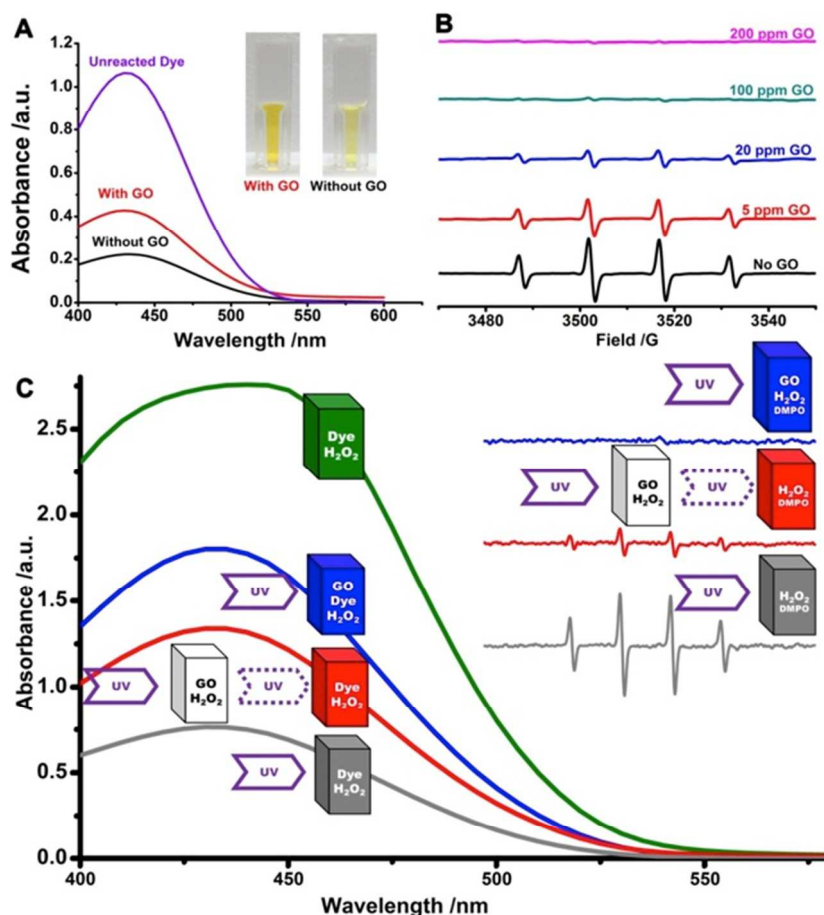 A
Absorbance /a.u.
1.2
1.0
0.8
0.6
0.4
0.2
0.0
Unreacted Dye
With GO
Without GO
With GO
Without GO
400
450
500
550
600
Wavelength /nm
B
200 ppm GO
100 ppm GO
20 ppm GO
5 ppm GO
No GO
3480
3500
3520
3540
Field /G
C
Absorbance /a.u.
2.5
2.0
1.5
1.0
0.5
0.0
Dye
H₂O₂
UV
GO
Dye
H₂O₂
UV
GO
H₂O₂
UV
Dye
H₂O₂
UV
Dye
H₂O₂
UV
GO
H₂O₂
DMPO
UV
GO
H₂O₂
UV
H₂O₂
DMPO
UV
H₂O₂
DMPO
400
450
500
550
Wavelength /nm